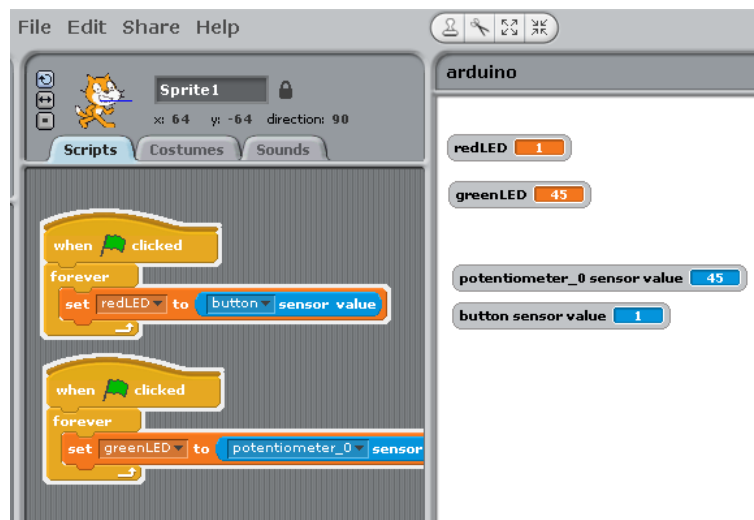 File Edit Share Help
Sprite1
x: 64 y: -64 direction: 90
Scripts Costumes Sounds
when clicked
forever
set redLED to button sensor value
when clicked
forever
set greenLED to potentiometer_0 sensor
arduino
redLED 1
greenLED 45
potentiometer_0 sensor value 45
button sensor value 1